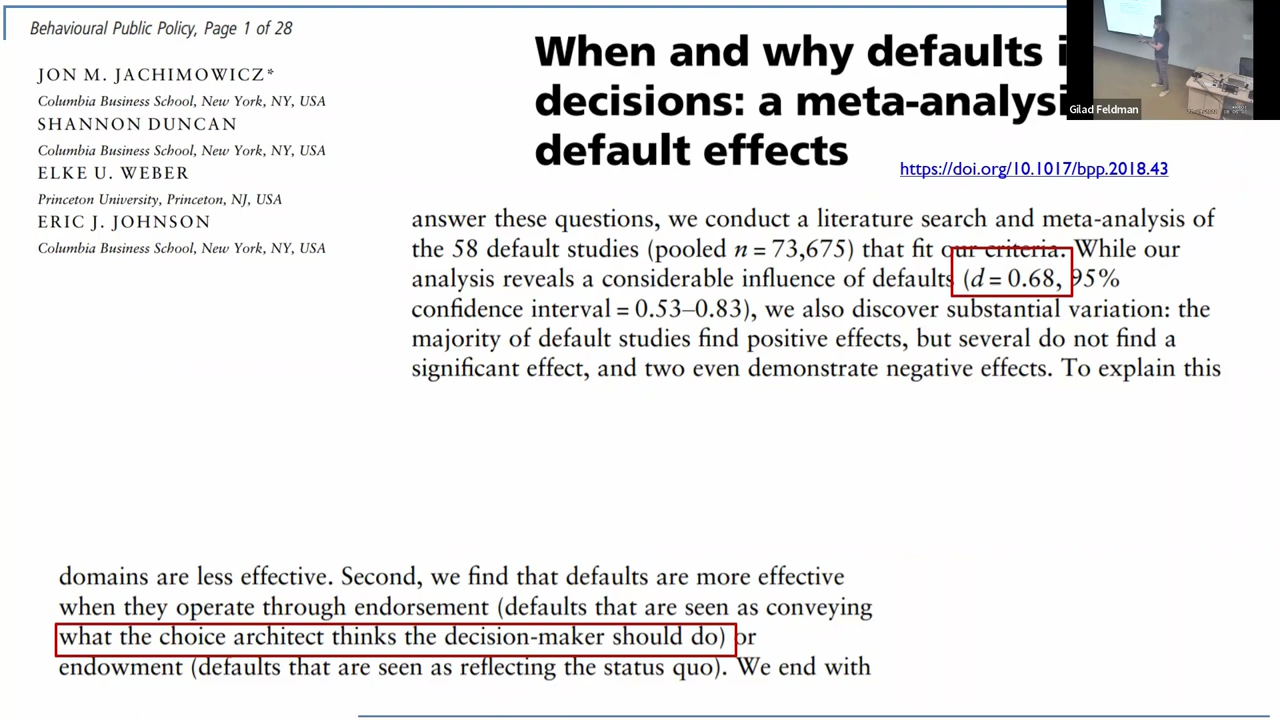 Behavioural Public Policy, Page 1 of 28
JON M. JACHIMOWICZ*
Columbia Business School, New York, NY, USA
SHANNON DUNCAN
Columbia Business School, New York, NY, USA
ELKE U. WEBER
Princeton University, Princeton, NJ, USA
ERIC J. JOHNSON
Columbia Business School, New York, NY, USA
When and why defaults i
decisions: a meta-analysi
default effects
https://doi.org/10.1017/bpp.2018.43
Gilad Feldman
answer these questions, we conduct a literature search and meta-analysis of
the 58 default studies (pooled n = 73,675) that fit our criteria. While our
analysis reveals a considerable influence of defaults (d = 0.68, 95%
confidence interval = 0.53–0.83), we also discover substantial variation: the
majority of default studies find positive effects, but several do not find a
significant effect, and two even demonstrate negative effects. To explain this
domains are less effective. Second, we find that defaults are more effective
when they operate through endorsement (defaults that are seen as conveying
what the choice architect thinks the decision-maker should do) or
endowment (defaults that are seen as reflecting the status quo). We end with